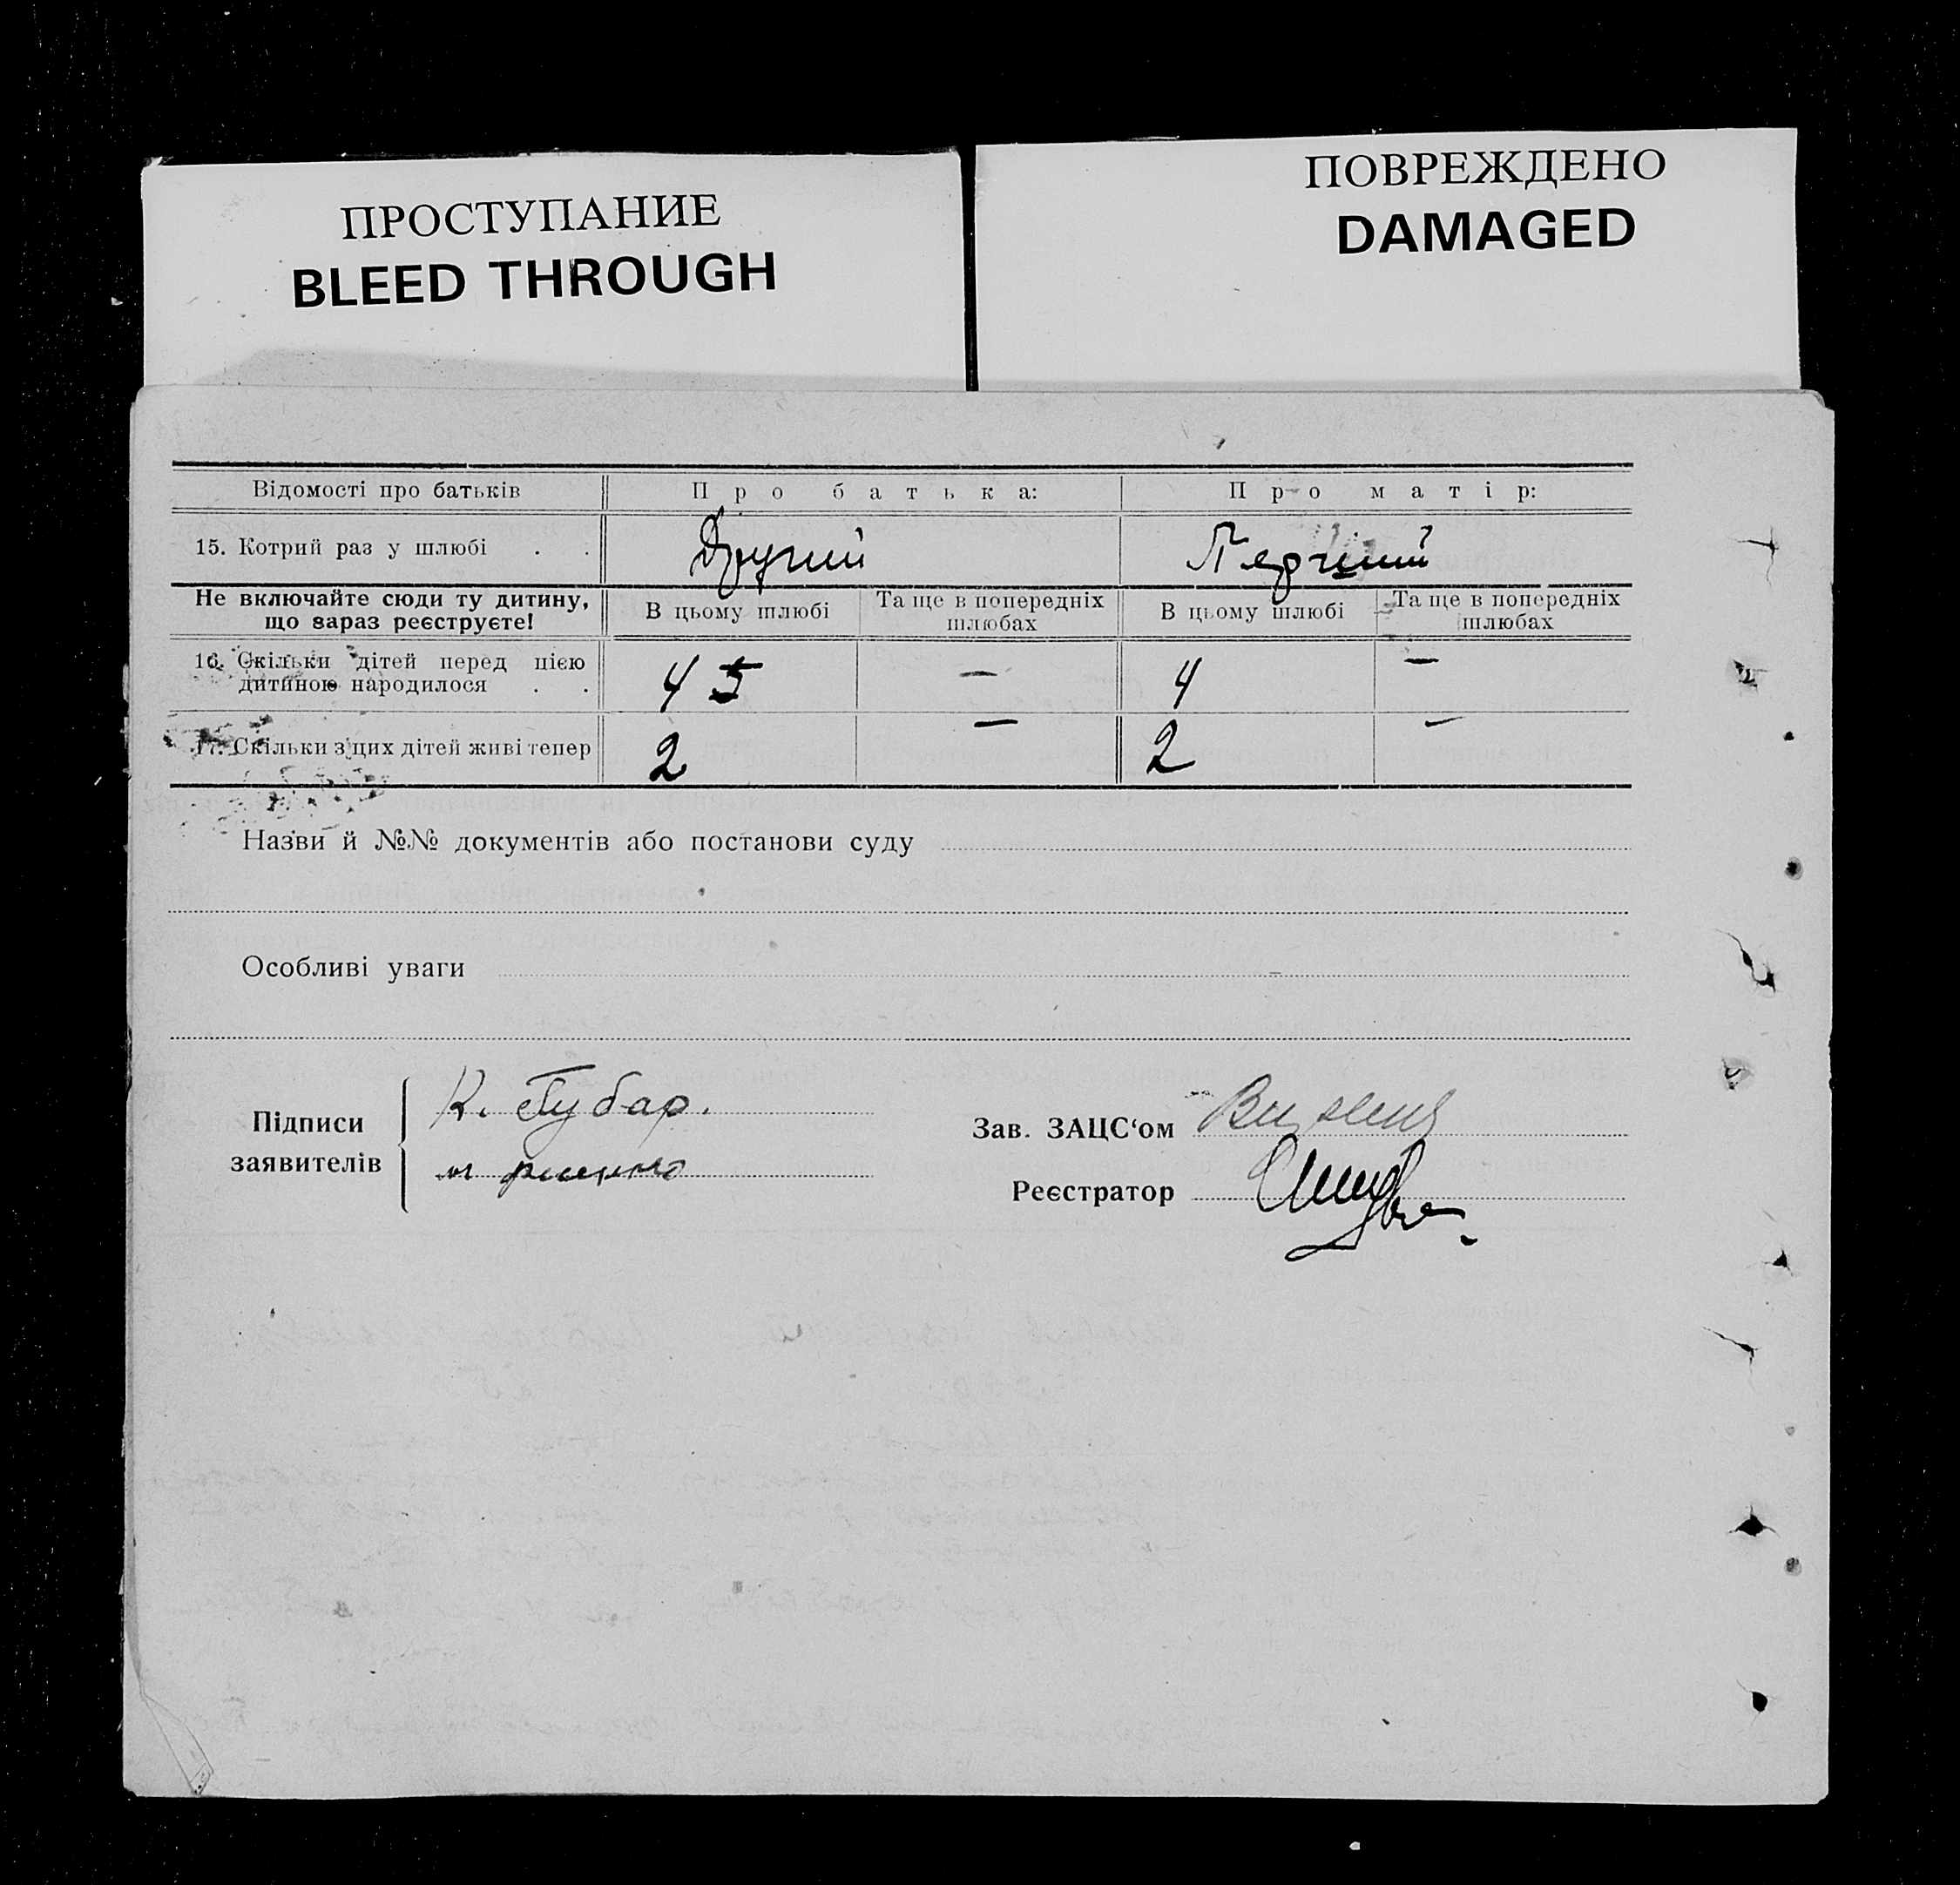 ПРОСТУПАНИЕ
BLEED THROUGH
ПОВРЕЖДЕНО
DAMAGED
Відомості про батьків Про батька: Про матір:
15. Котрий раз у шлюбі . . Другий Перший
Не включайте сюди ту дитину, що зараз реєструєте! В цьому шлюбі Та ще в попередніх шлюбах В цьому шлюбі Та ще в попередніх шлюбах
16. Скільки дітей перед цією дитиною народилося . . 4 5 — 4 —
17. Скільки з цих дітей живі тепер 2 — 2 —
Назви й №№ документів або постанови суду
Особливі уваги
Підписи заявителів
К. Губар.
Зав. ЗАЦС‘ом
Реєстратор